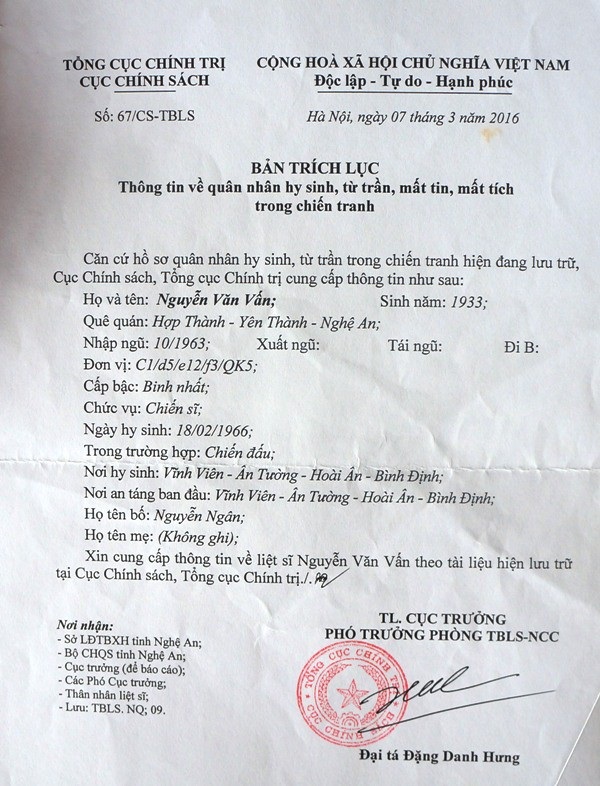 TỔNG CỤC CHÍNH TRỊ
CỤC CHÍNH SÁCH
Số: 67/CS-TBLS
CỘNG HOÀ XÃ HỘI CHỦ NGHĨA VIỆT NAM
Độc lập - Tự do - Hạnh phúc
Hà Nội, ngày 07 tháng 3 năm 2016
BẢN TRÍCH LỤC
Thông tin về quân nhân hy sinh, từ trần, mất tin, mất tích
trong chiến tranh
Căn cứ hồ sơ quân nhân hy sinh, từ trần trong chiến tranh hiện đang lưu trữ,
Cục Chính sách, Tổng cục Chính trị cung cấp thông tin như sau:
Họ và tên: Nguyễn Văn Vấn; Sinh năm: 1933;
Quê quán: Hợp Thành - Yên Thành - Nghệ An;
Nhập ngũ: 10/1963; Xuất ngũ: Tái ngũ: Đi B:
Đơn vị: C1/d5/e12/f3/QK5;
Cấp bậc: Binh nhất;
Chức vụ: Chiến sĩ;
Ngày hy sinh: 18/02/1966;
Trong trường hợp: Chiến đấu;
Nơi hy sinh: Vĩnh Viên - Ân Tường - Hoài Ân - Bình Định;
Nơi an táng ban đầu: Vĩnh Viên - Ân Tường - Hoài Ân - Bình Định;
Họ tên bố: Nguyễn Ngân;
Họ tên mẹ: (Không ghi);
Xin cung cấp thông tin về liệt sĩ Nguyễn Văn Vấn theo tài liệu hiện lưu trữ
tại Cục Chính sách, Tổng cục Chính trị./.
Nơi nhận:
- Sở LĐTBXH tỉnh Nghệ An;
- Bộ CHQS tỉnh Nghệ An;
- Cục trưởng (để báo cáo);
- Các Phó Cục trưởng;
- Thân nhân liệt sĩ;
- Lưu: TBLS. NQ; 09.
TL. CỤC TRƯỞNG
PHÓ TRƯỞNG PHÒNG TBLS-NCC
TỔNG CỤC CHÍNH TRỊ
CỤC CHÍNH SÁCH
Đại tá Đặng Danh Hưng